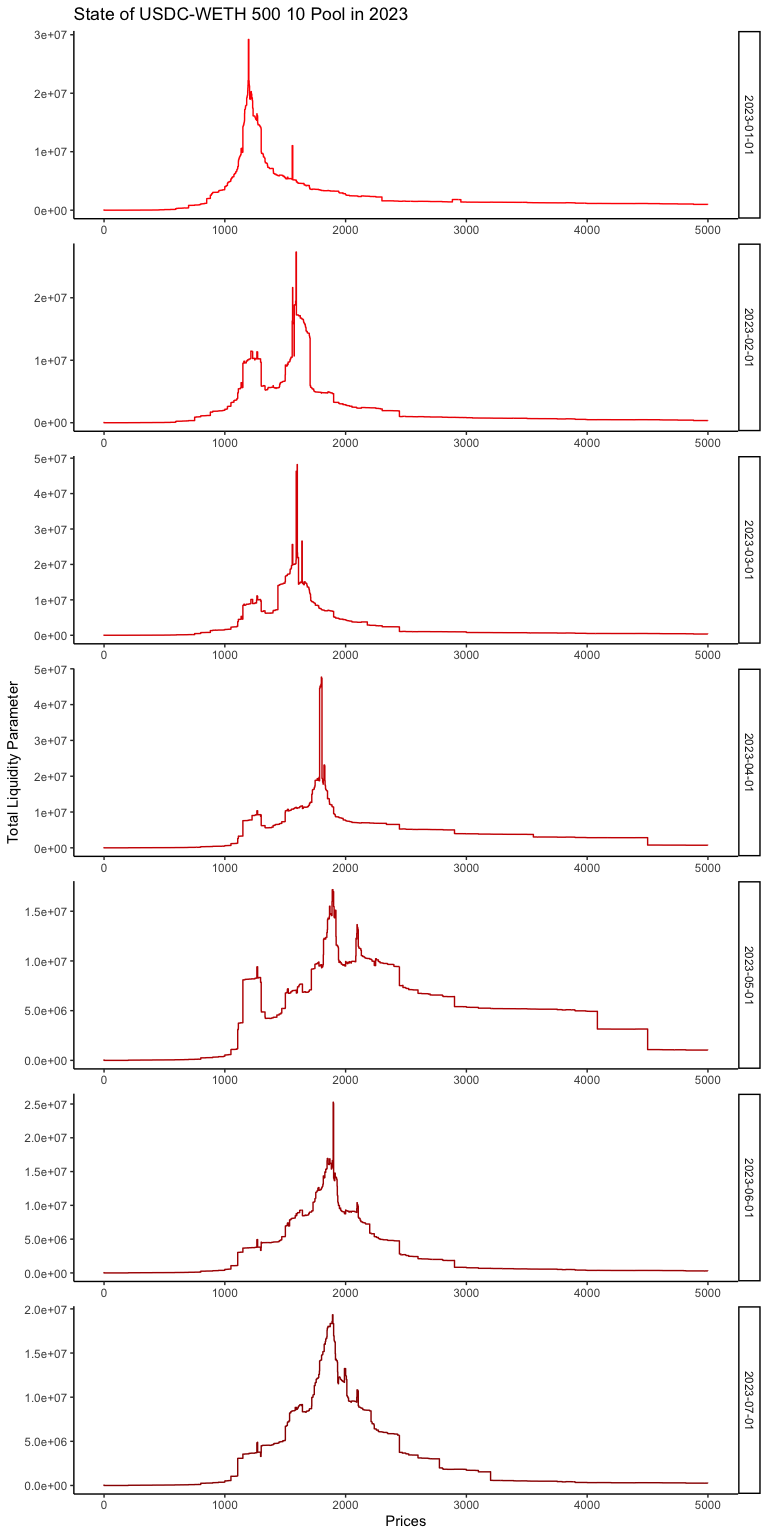 State of USDC-WETH 500 10 Pool in 2023
Total Liquidity Parameter
3e+07
2e+07
1e+07
0e+00
2023-01-01
0 1000 2000 3000 4000 5000
2e+07
1e+07
0e+00
2023-02-01
0 1000 2000 3000 4000 5000
5e+07
4e+07
3e+07
2e+07
1e+07
0e+00
2023-03-01
0 1000 2000 3000 4000 5000
5e+07
4e+07
3e+07
2e+07
1e+07
0e+00
2023-04-01
0 1000 2000 3000 4000 5000
1.5e+07
1.0e+07
5.0e+06
0.0e+00
2023-05-01
0 1000 2000 3000 4000 5000
2.5e+07
2.0e+07
1.5e+07
1.0e+07
5.0e+06
0.0e+00
2023-06-01
0 1000 2000 3000 4000 5000
2.0e+07
1.5e+07
1.0e+07
5.0e+06
0.0e+00
2023-07-01
0 1000 2000 3000 4000 5000
Prices